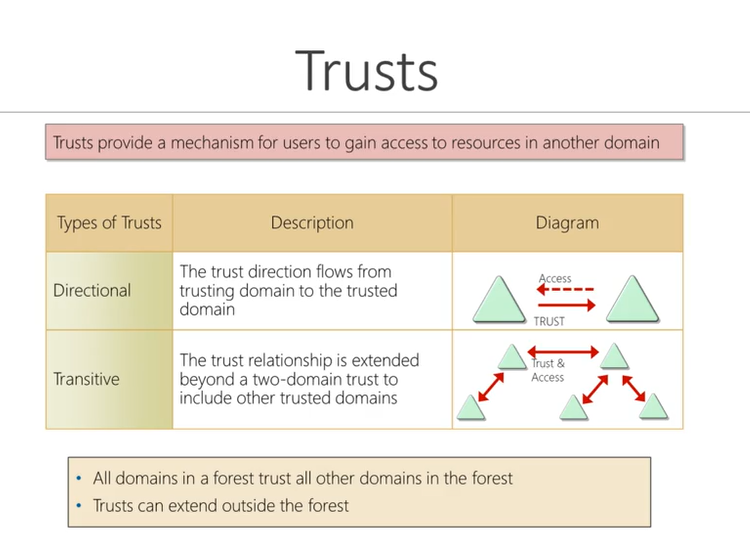 Trusts
Trusts provide a mechanism for users to gain access to resources in another domain
Types of Trusts
Description
Diagram
Directional
The trust direction flows from
trusting domain to the trusted
domain
Access
TRUST
Transitive
The trust relationship is extended
beyond a two-domain trust to
include other trusted domains
Trust &
Access
• All domains in a forest trust all other domains in the forest
• Trusts can extend outside the forest